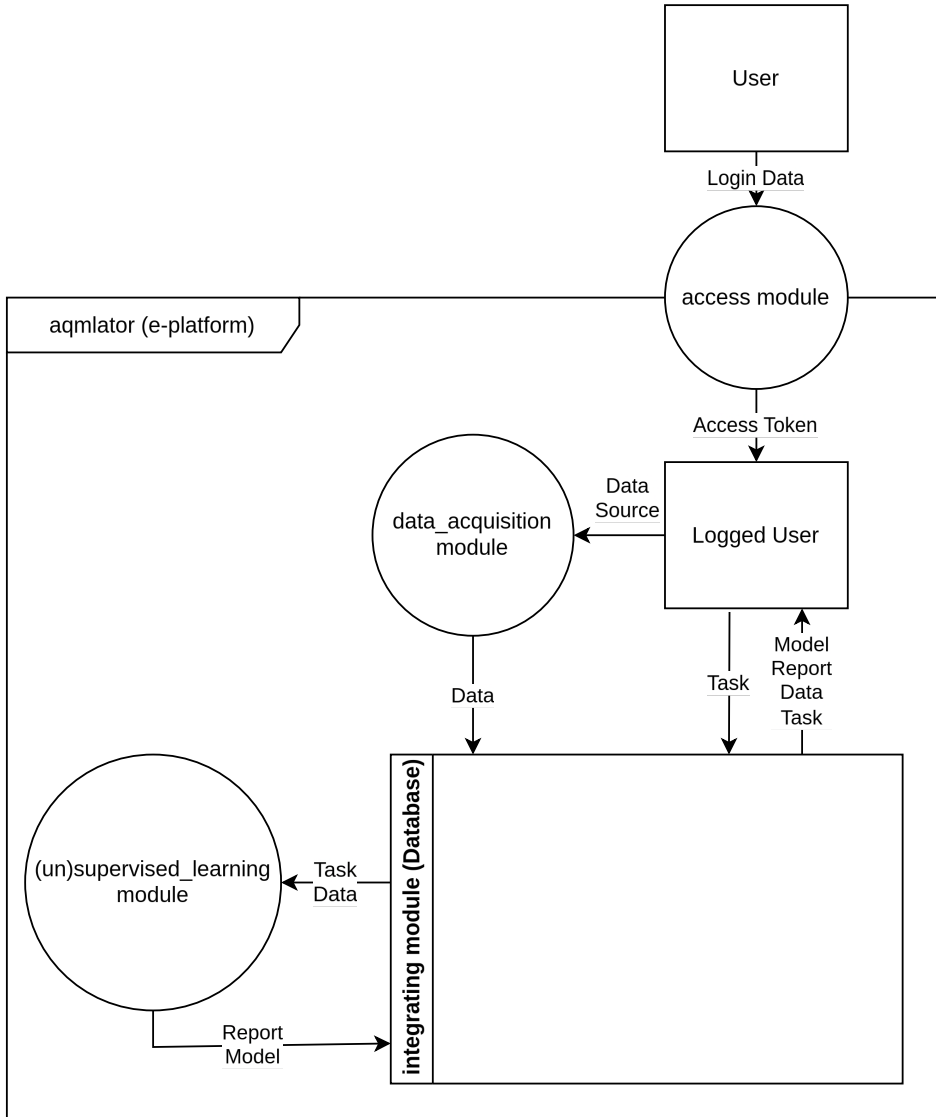 User
Login Data
access module
aqmlator (e-platform)
Access Token
Data
Source
data_acquisition
module
Logged User
Model
Report
Data
Task
Task
Data
integrating module (Database)
(un)supervised_learning
module
Task
Data
Report
Model